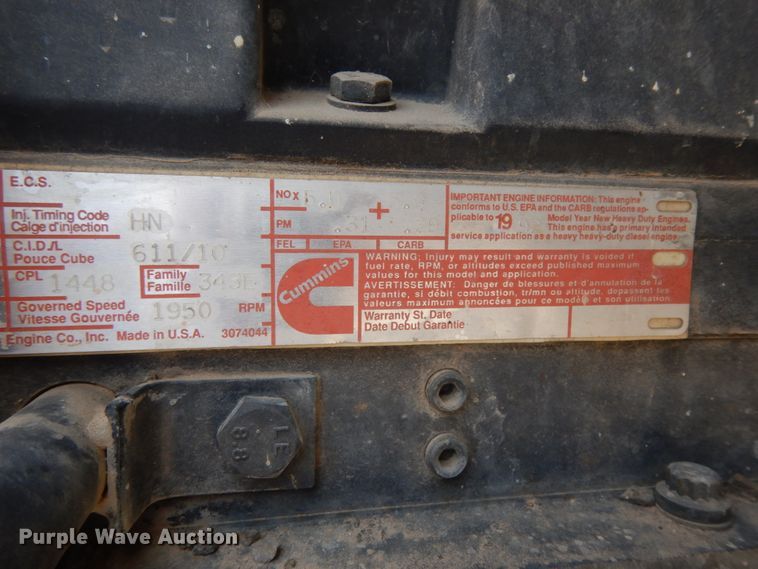 E.C.S.
Inj. Timing Code HN
Calge d'injection
C.I.D./L 611/10
Pouce Cube
CPL 1448 Family
Famille
Governed Speed 1950 RPM
Vitesse Gouvernée
Engine Co., Inc. Made in U.S.A. 3074044
NOx
PM
FEL EPA CARB
IMPORTANT ENGINE INFORMATION: This engine
conforms to U.S. EPA and the CARB regulations ap-
plicable to 19 Model Year New Heavy Duty Engines.
This engine has a primary intended
service application as a heavy heavy-duty diesel engine.
Cummins
WARNING: Injury may result and warranty is voided if
fuel rate, RPM, or altitudes exceed published maximum
values for this model and application.
AVERTISSEMENT: Danger de blessures et d'annulation de la
garantie, si débit combustion, tr/mn ou altitude, depassent les
valeurs maximum annoncées pour ce modèle et son utilisation.
Warranty St. Date
Date Debut Garantie
LE
88
Purple Wave Auction